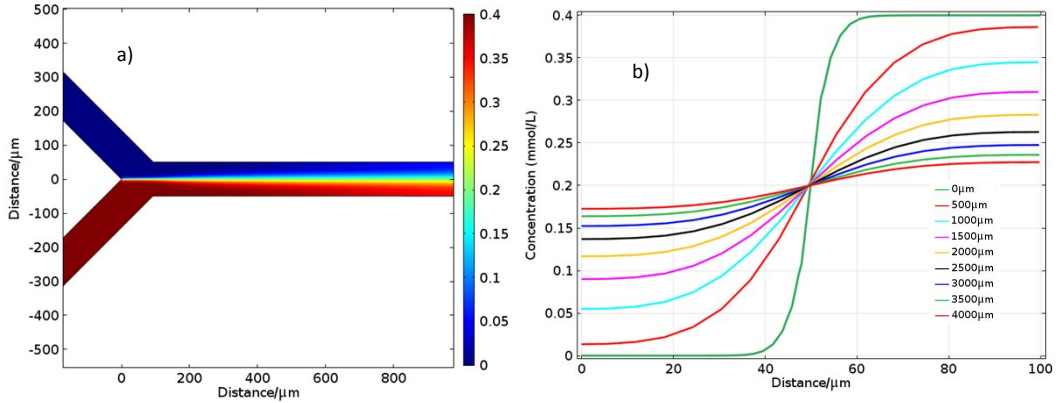 a)
500
400
300
200
100
0
-100
-200
-300
-400
-500
Distance/µm
0
200
400
600
800
Distance/µm
0.4
0.35
0.3
0.25
0.2
0.15
0.1
0.05
0
b)
0.4
0.35
0.3
0.25
0.2
0.15
0.1
0.05
0
Concentration (mmol/L)
0
20
40
60
80
100
Distance/µm
0µm
500µm
1000µm
1500µm
2000µm
2500µm
3000µm
3500µm
4000µm